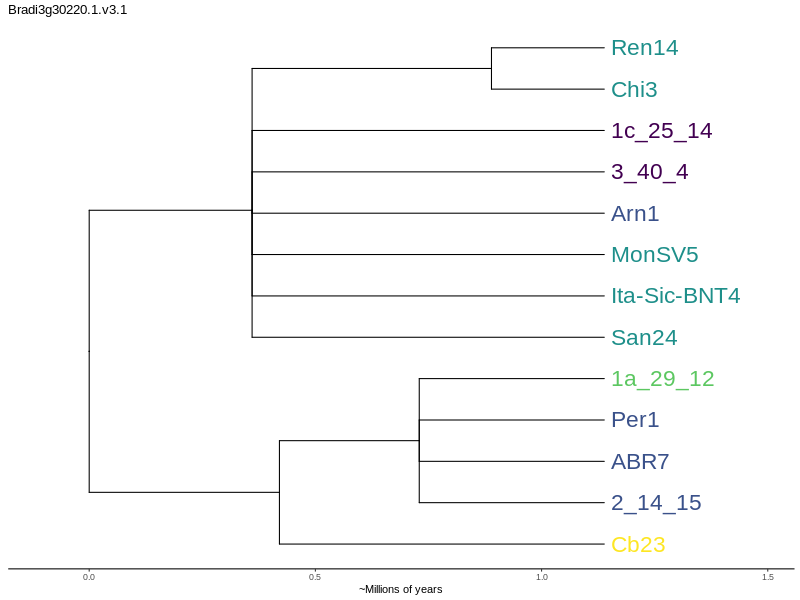 Bradi3g30220.1.v3.1
Ren14
Chi3
1c_25_14
3_40_4
Arn1
MonSV5
Ita-Sic-BNT4
San24
1a_29_12
Per1
ABR7
2_14_15
Cb23
0.0 0.5 1.0 1.5
~Millions of years